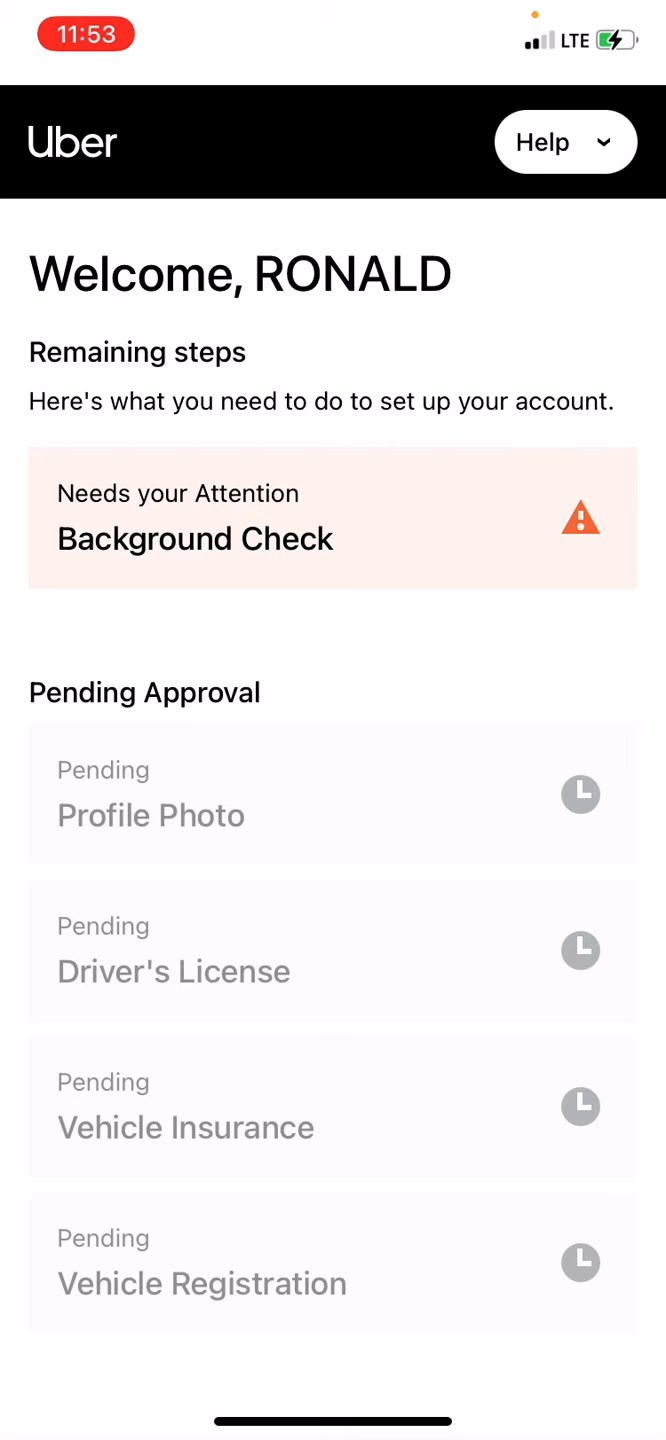 11:53
LTE
Uber
Help
Welcome, RONALD
Remaining steps
Here's what you need to do to set up your account.
Needs your Attention
Background Check
Pending Approval
Pending
Profile Photo
Pending
Driver's License
Pending
Vehicle Insurance
Pending
Vehicle Registration